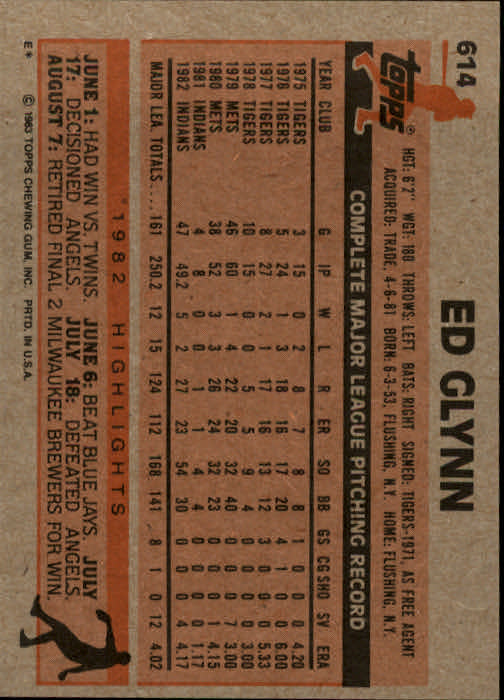 614
topps®
ED GLYNN
HGT: 6'2" WGT: 180 THROWS: LEFT BATS: RIGHT SIGNED: TIGERS-1971, AS FREE AGENT
ACQUIRED: TRADE, 4-6-81 BORN: 6-3-53, FLUSHING, N.Y. HOME: FLUSHING, N.Y.
COMPLETE MAJOR LEAGUE PITCHING RECORD
YEAR CLUB G IP W L R ER SO BB GS CG SHO SV ERA
1975 TIGERS 3 15 0 2 8 7 8 8 1 0 0 0 4.20
1976 TIGERS 5 24 1 3 18 16 17 20 4 1 0 0 6.00
1977 TIGERS 8 27 2 1 17 16 13 12 3 0 0 0 5.33
1978 TIGERS 10 15 0 0 5 5 9 4 0 0 0 0 3.00
1979 METS 46 60 1 4 22 20 32 40 0 0 0 7 3.00
1980 METS 38 52 3 3 26 24 32 23 0 0 0 1 4.15
1981 INDIANS 4 8 0 0 1 1 4 4 0 0 0 0 1.17
1982 INDIANS 47 49.2 5 2 27 23 54 30 0 0 0 4 4.17
MAJOR LEA. TOTALS.... 161 250.2 12 15 124 112 168 141 8 1 0 12 4.02
1982 HIGHLIGHTS
JUNE 1: HAD WIN VS. TWINS. JUNE 6: BEAT BLUE JAYS. JULY
17: DECISIONED ANGELS. JULY 18: DEFEATED ANGELS.
AUGUST 7: RETIRED FINAL 2 MILWAUKEE BREWERS FOR WIN.
E* © 1983 TOPPS CHEWING GUM, INC. PRTD. IN U.S.A.